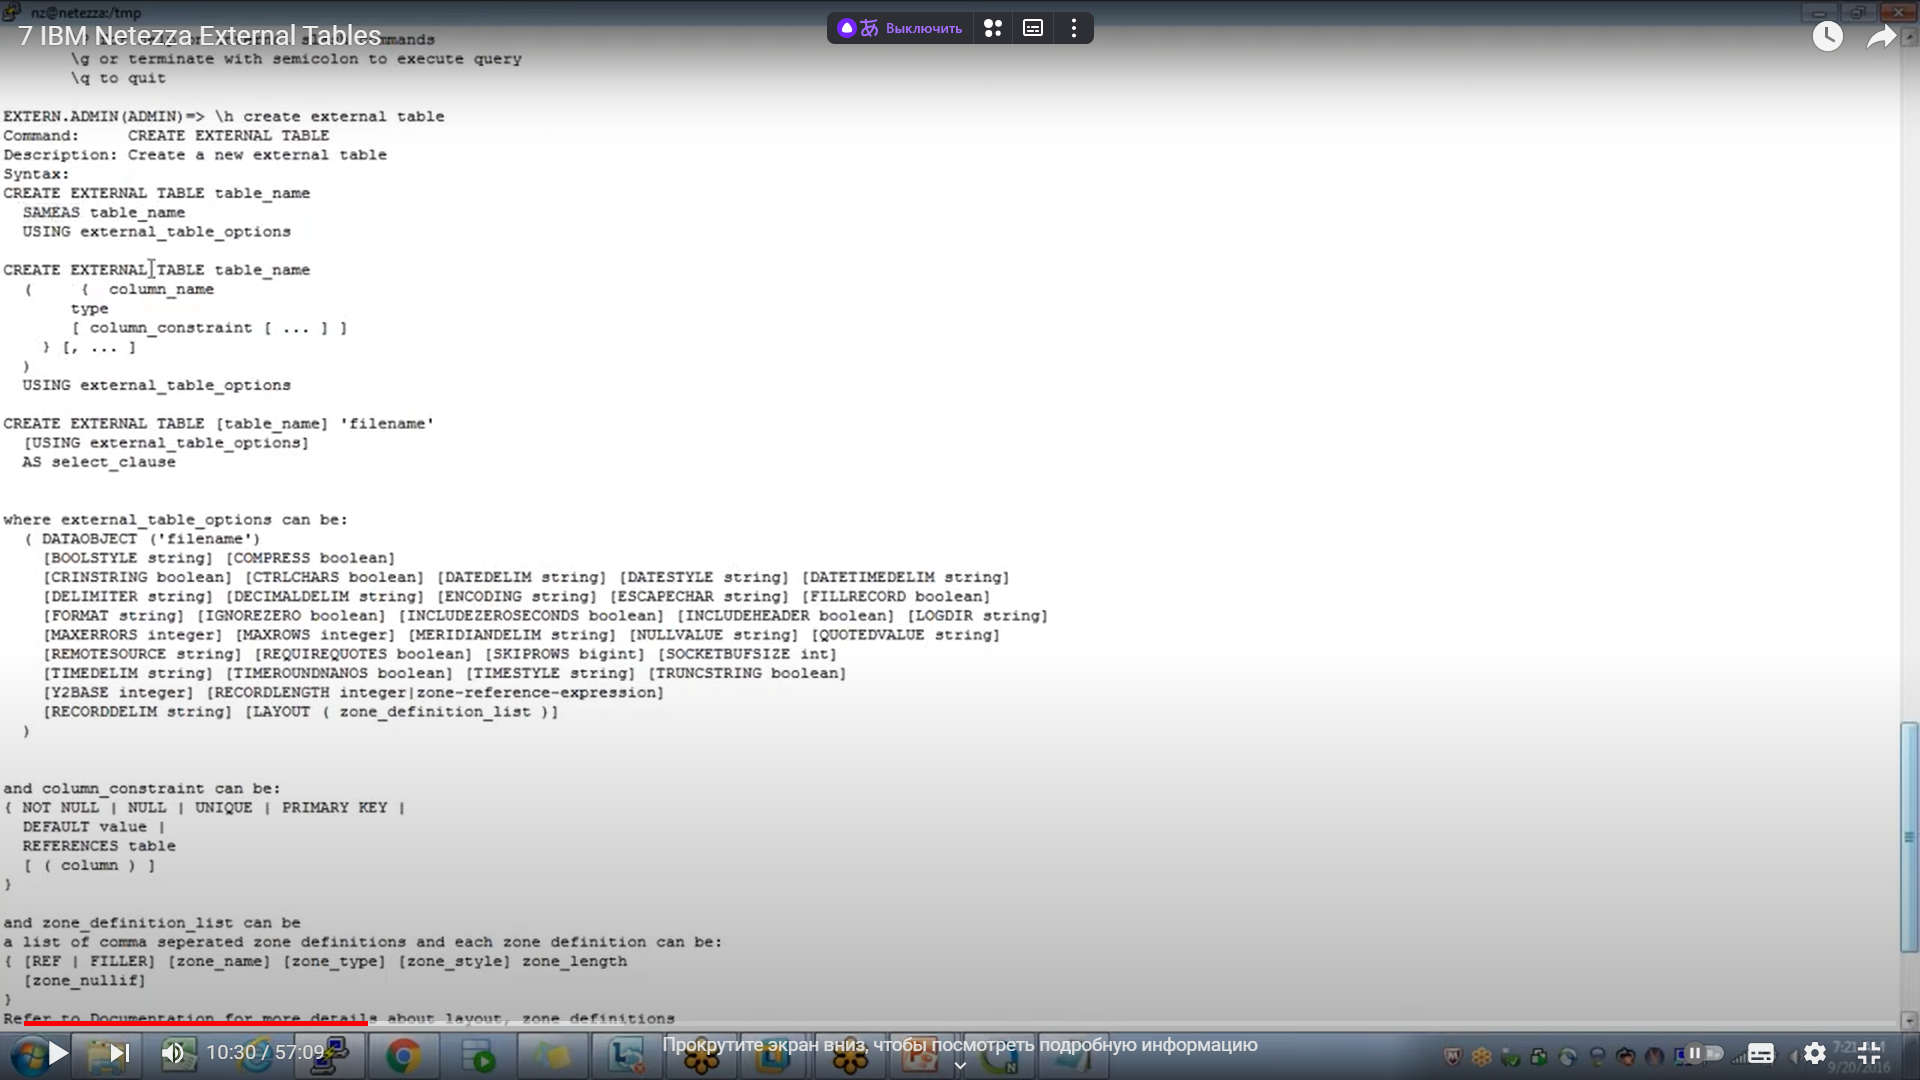 nz@netezza:/tmp
7 IBM Netezza External Tables
Выключить
\g or terminate with semicolon to execute query
\q to quit
EXTERN.ADMIN(ADMIN)=> \h create external table
Command:     CREATE EXTERNAL TABLE
Description: Create a new external table
Syntax:
CREATE EXTERNAL TABLE table_name
SAMEAS table_name
USING external_table_options
CREATE EXTERNAL TABLE table_name
(     {  column_name
type
[ column_constraint [ ... ] ]
} [, ... ]
)
USING external_table_options
CREATE EXTERNAL TABLE [table_name] 'filename'
[USING external_table_options]
AS select_clause
where external_table_options can be:
( DATAOBJECT ('filename')
[BOOLSTYLE string] [COMPRESS boolean]
[CRINSTRING boolean] [CTRLCHARS boolean] [DATEDELIM string] [DATESTYLE string] [DATETIMEDELIM string]
[DELIMITER string] [DECIMALDELIM string] [ENCODING string] [ESCAPECHAR string] [FILLRECORD boolean]
[FORMAT string] [IGNOREZERO boolean] [INCLUDEZEROSECONDS boolean] [INCLUDEHEADER boolean] [LOGDIR string]
[MAXERRORS integer] [MAXROWS integer] [MERIDIANDELIM string] [NULLVALUE string] [QUOTEDVALUE string]
[REMOTESOURCE string] [REQUIREQUOTES boolean] [SKIPROWS bigint] [SOCKETBUFSIZE int]
[TIMEDELIM string] [TIMEROUNDNANOS boolean] [TIMESTYLE string] [TRUNCSTRING boolean]
[Y2BASE integer] [RECORDLENGTH integer|zone-reference-expression]
[RECORDDELIM string] [LAYOUT ( zone_definition_list )]
)
and column_constraint can be:
{ NOT NULL | NULL | UNIQUE | PRIMARY KEY |
DEFAULT value |
REFERENCES table
[ ( column ) ]
}
and zone_definition_list can be
a list of comma seperated zone definitions and each zone definition can be:
{ [REF | FILLER] [zone_name] [zone_type] [zone_style] zone_length
[zone_nullif]
}
Refer to Documentation for more details about layout, zone definitions
10:30 / 57:09
Прокрутите экран вниз, чтобы посмотреть подробную информацию
9/20/2016